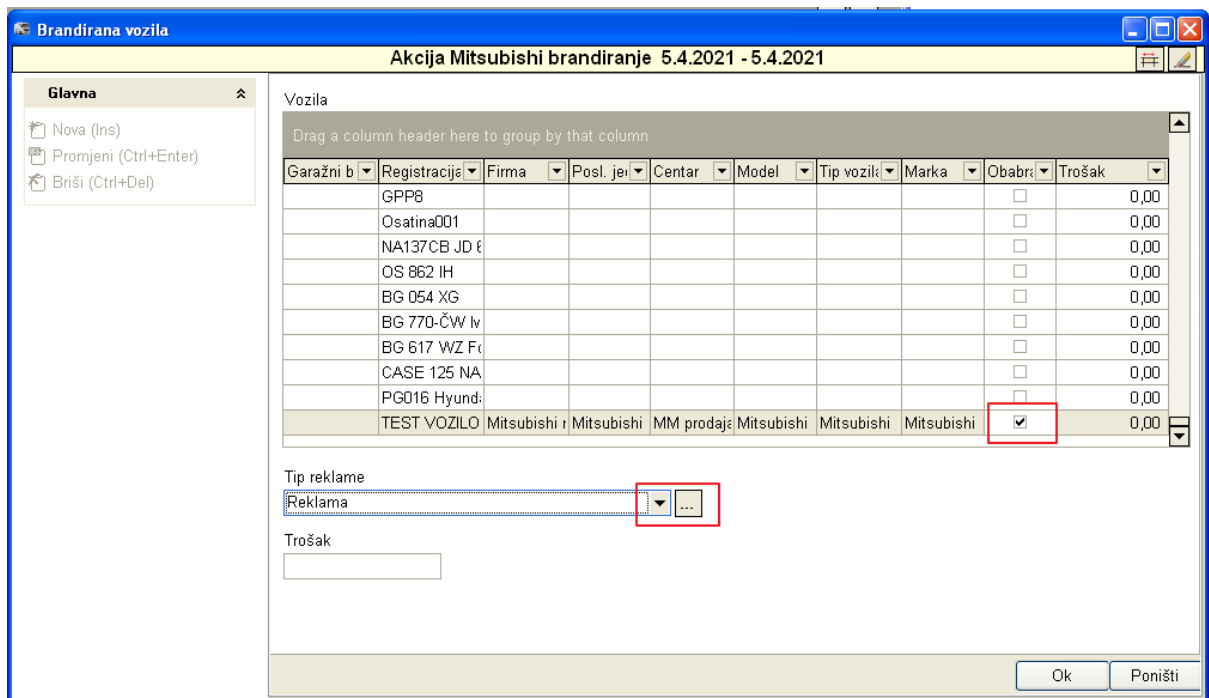 Brandirana vozila
Akcija Mitsubishi brandiranje 5.4.2021 - 5.4.2021
Glavna
Nova (Ins)
Promjeni (Ctrl+Enter)
Briši (Ctrl+Del)
Vozila
Drag a column header here to group by that column
Garažni b Registracija Firma Posl. jei Centar Model Tip vozila Marka Obabra Trošak
GPP8 0,00
Osatina001 0,00
NA137CB JD 6 0,00
OS 862 IH 0,00
BG 054 XG 0,00
BG 770-ČW Iv 0,00
BG 617 WZ Fo 0,00
CASE 125 NA 0,00
PG016 Hyunda 0,00
TEST VOZILO Mitsubishi r Mitsubishi MM prodaja Mitsubishi Mitsubishi Mitsubishi 0,00
Tip reklame
Reklama ...
Trošak
Ok Poništi